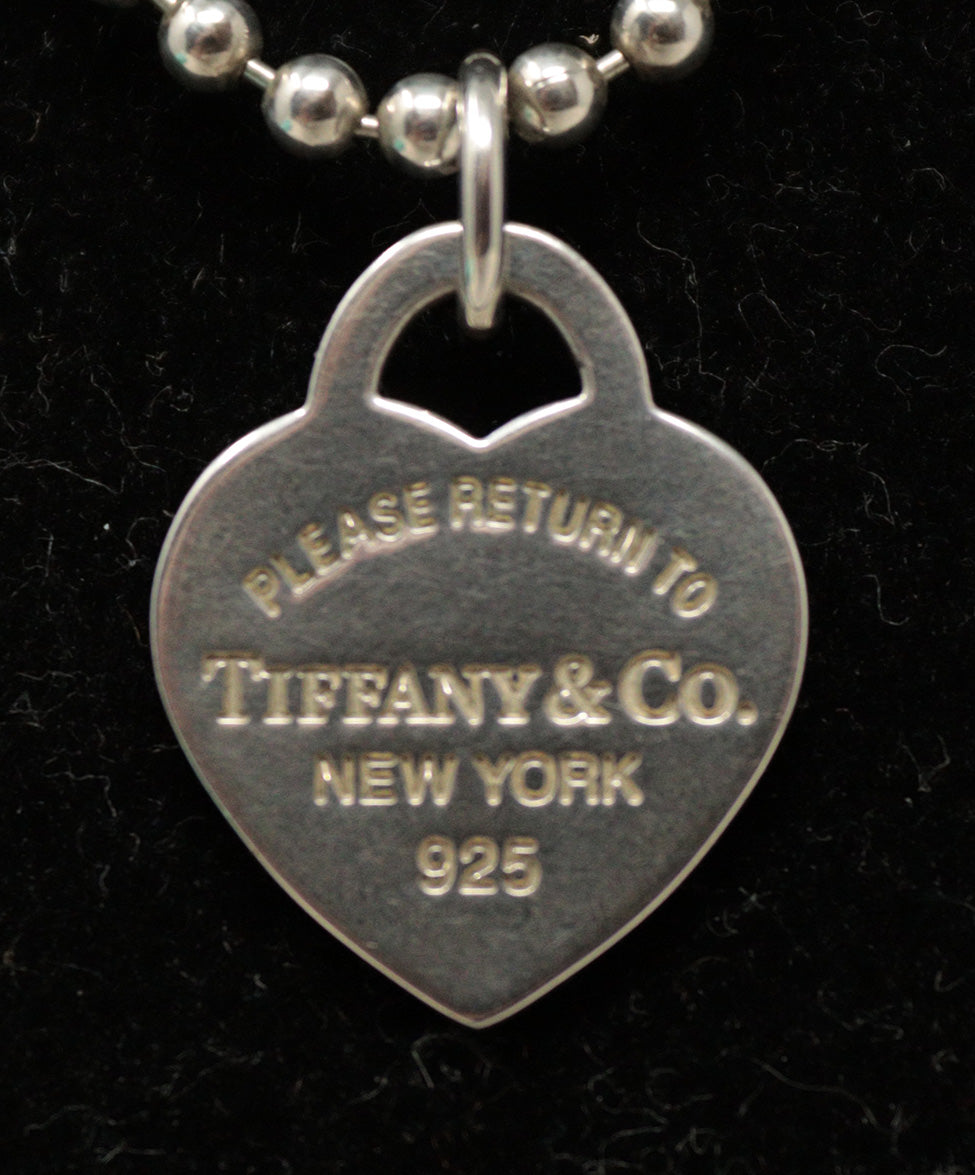 PLEASE RETURN TO
TIFFANY & CO.
NEW YORK
925